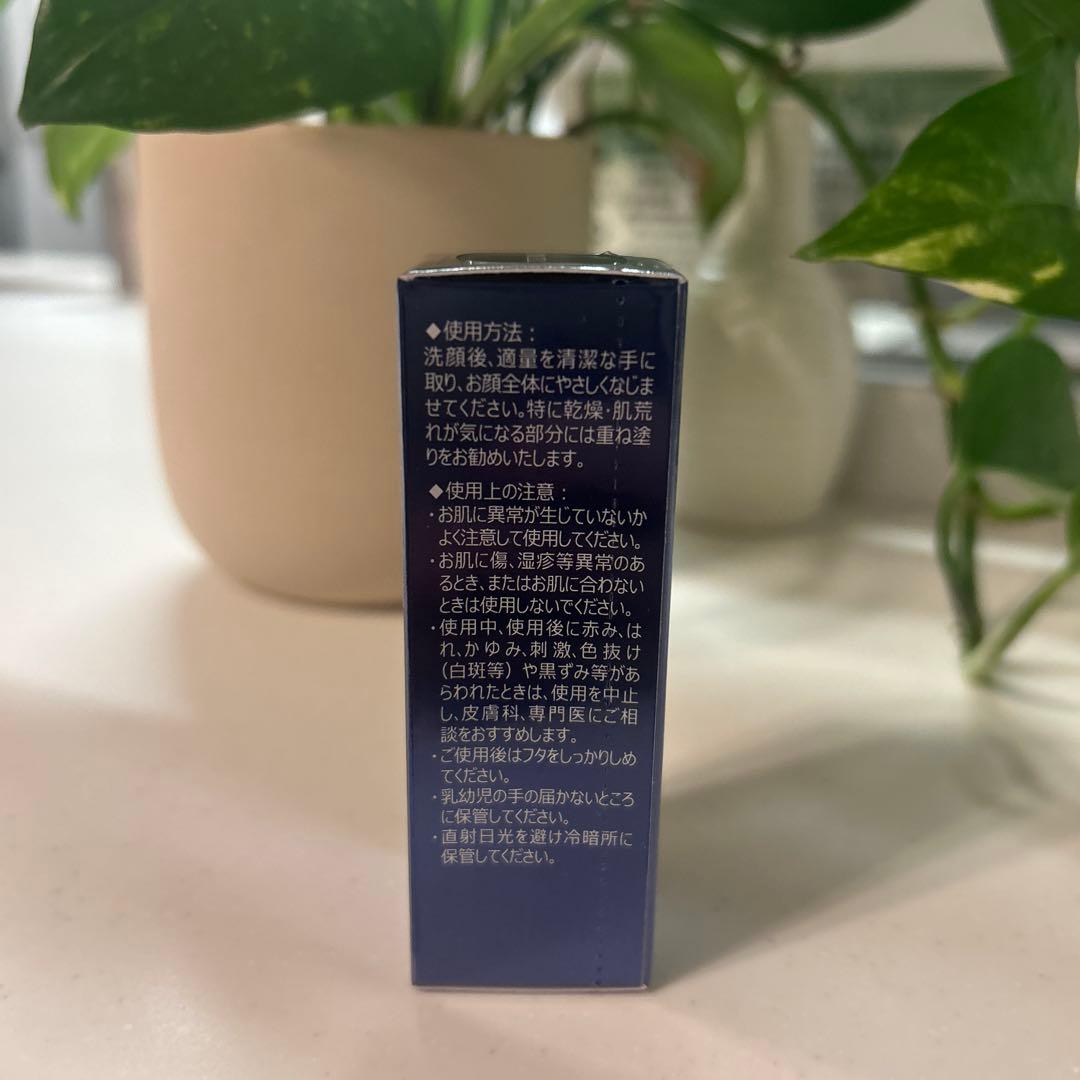 ◆使用方法：
洗顔後、適量を清潔な手に
取り、お顔全体にやさしくなじま
せてください。特に乾燥・肌荒
れが気になる部分には重ね塗
りをお勧めいたします。
◆使用上の注意：
・お肌に異常が生じていないか
よく注意して使用してください。
・お肌に傷、湿疹等異常のあ
るとき、またはお肌に合わない
ときは使用しないでください。
・使用中、使用後に赤み、は
れ、かゆみ、刺激、色抜け
（白斑等）や黒ずみ等があ
らわれたときは、使用を中止
し、皮膚科、専門医にご相
談をおすすめします。
・ご使用後はフタをしっかりしめ
てください。
・乳幼児の手の届かないところ
に保管してください。
・直射日光を避け冷暗所に
保管してください。